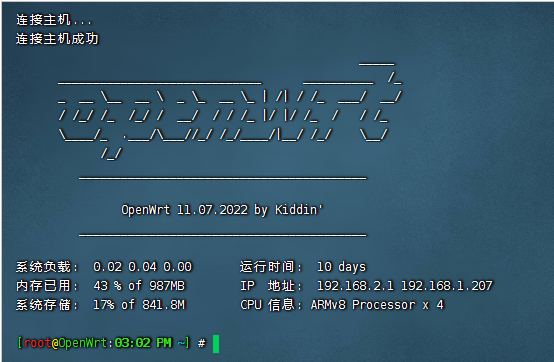 连接主机...
连接主机成功
OpenWrt 11.07.2022 by Kiddin'
系统负载: 0.02 0.04 0.00 运行时间: 10 days
内存已用: 43 % of 987MB IP 地址: 192.168.2.1 192.168.1.207
系统存储: 17% of 841.8M CPU 信息: ARMv8 Processor x 4
[root@OpenWrt:03:02 PM ~] #